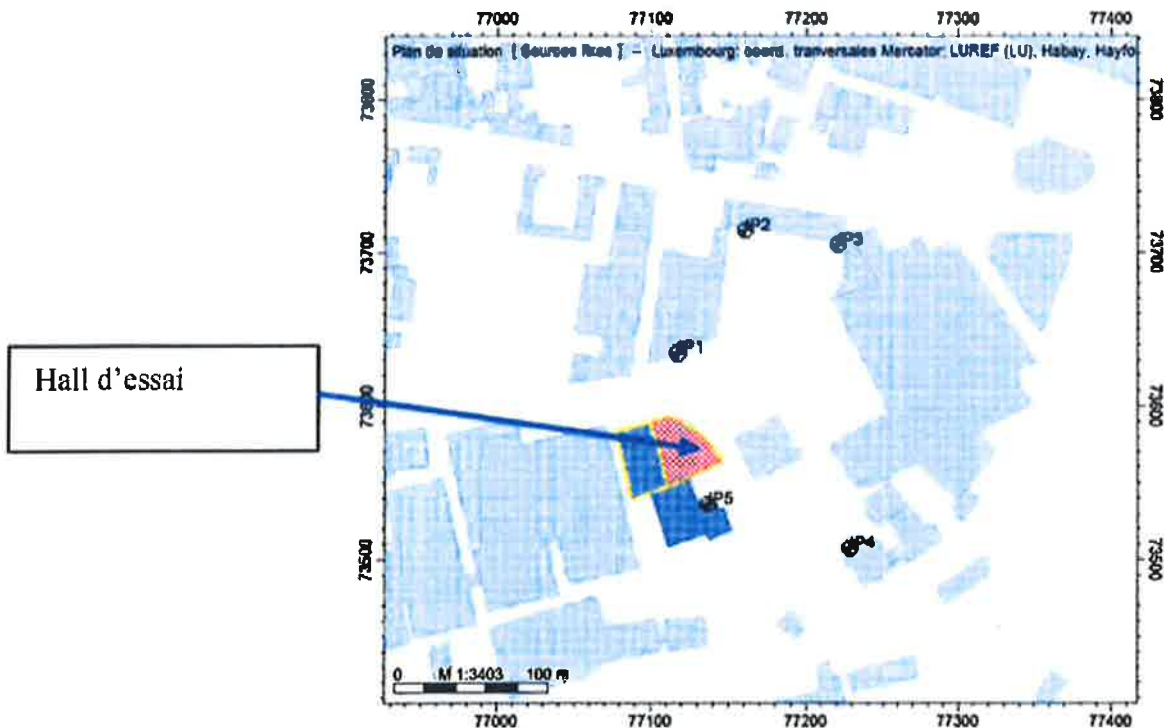 77000 77100 77200 77300 77400
Plan de situation [ Sources fixes ] - Luxembourg: coord. tranversales Mercator: LUREF (LU), Habay, Hayfo
73800 73800
IP2
IP3
73700 73700
IP1
Hall d'essai
73600 73600
IP5
IP4
73500 73500
0 M 1:3403 100 m
77000 77100 77200 77300 77400